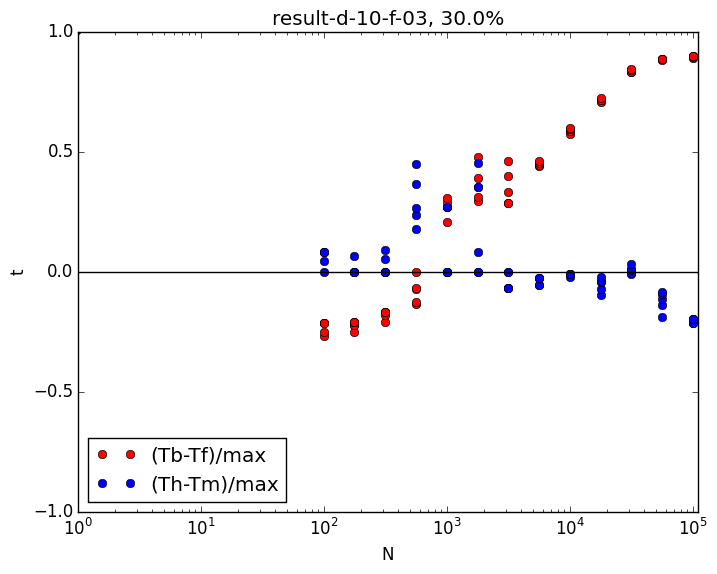 result-d-10-f-03, 30.0%
1.0
0.5
0.0
−0.5
−1.0
t
(Tb-Tf)/max
(Th-Tm)/max
10⁰ 10¹ 10² 10³ 10⁴ 10⁵
N